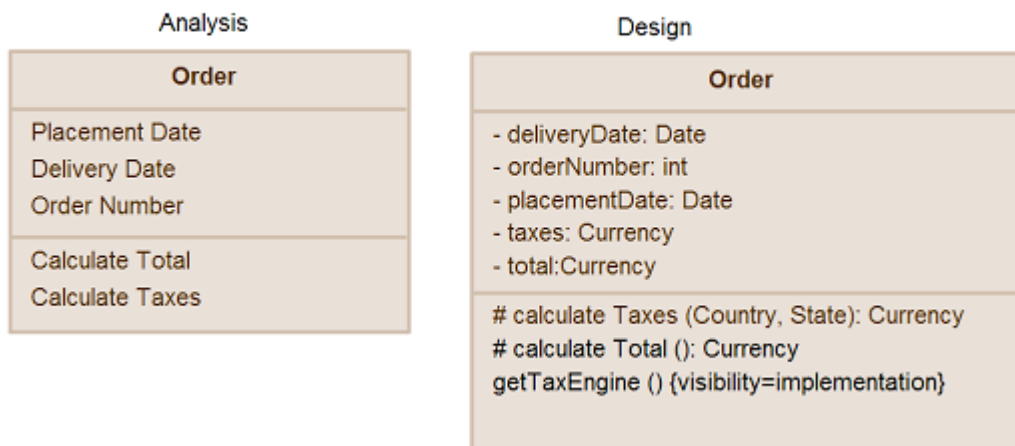 Analysis
Order
Placement Date
Delivery Date
Order Number
Calculate Total
Calculate Taxes
Design
Order
- deliveryDate: Date
- orderNumber: int
- placementDate: Date
- taxes: Currency
- total:Currency
# calculate Taxes (Country, State): Currency
# calculate Total (): Currency
getTaxEngine () {visibility=implementation}